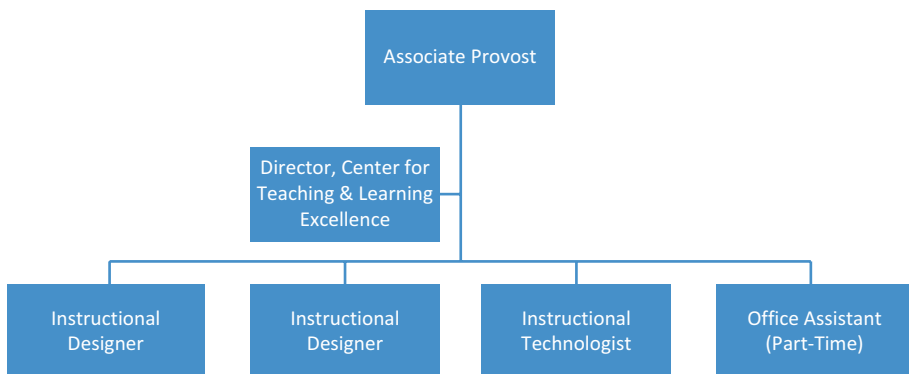 Associate Provost
Director, Center for
Teaching & Learning
Excellence
Instructional
Designer
Instructional
Designer
Instructional
Technologist
Office Assistant
(Part-Time)